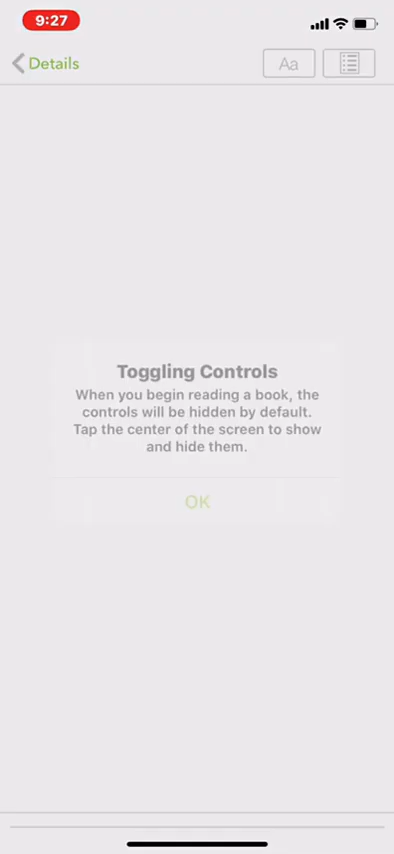 9:27
Details
Aa
Toggling Controls
When you begin reading a book, the
controls will be hidden by default.
Tap the center of the screen to show
and hide them.
OK